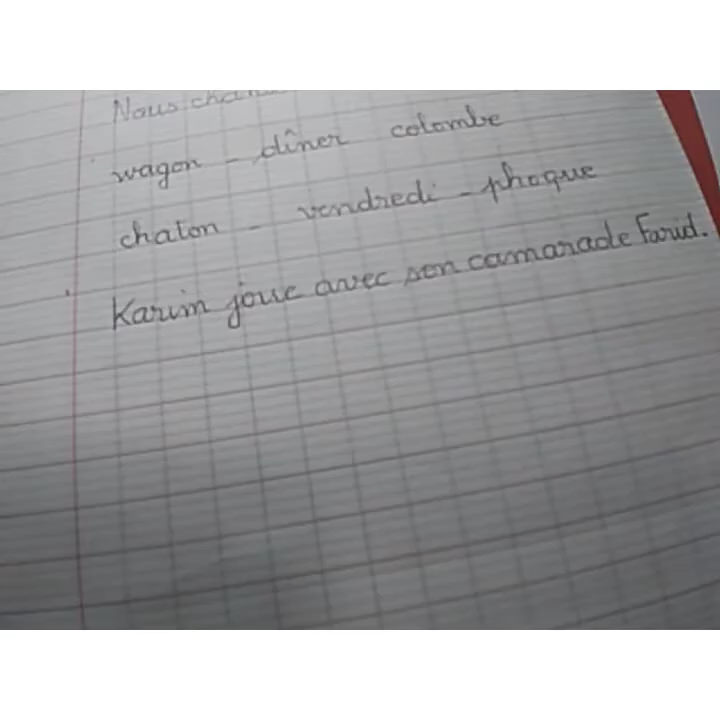 Nous
wagon - dîner colombe
chaton - vendredi - phoque
Karim joue avec son camarade Farid.